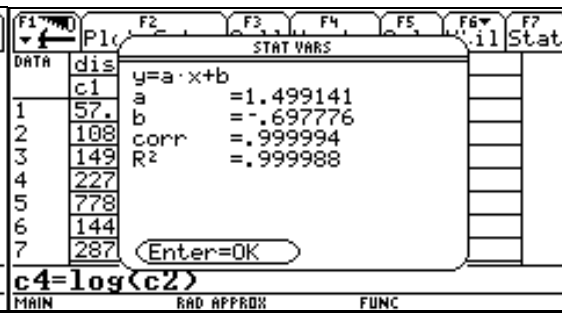 F1 F2 F3 F4 F5 F6 F7
Stat
STAT VARS
DATA dis
c1
y=a·x+b
a =1.499141
b =-.697776
corr =.999994
R² =.999988
1 57.
2 108
3 149
4 227
5 778
6 144
7 287
Enter=OK
c4=log(c2)
MAIN RAD APPROX FUNC